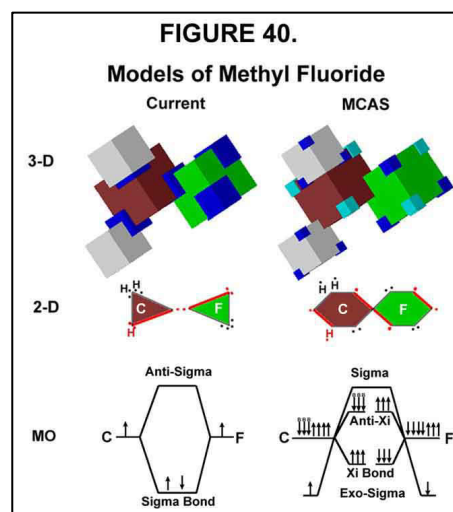 FIGURE 40.
Models of Methyl Fluoride
Current MCAS
3-D
2-D
H H
C F
H
H H
C F
H
Anti-Sigma Sigma
Anti-Xi
MO C F C F
Xi Bond
Sigma Bond Exo-Sigma